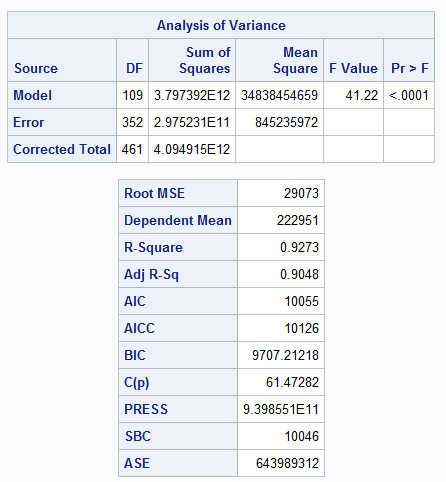 Analysis of Variance
Source DF Sum of Squares Mean Square F Value Pr > F
Model 109 3.797392E12 34838454659 41.22 <.0001
Error 352 2.975231E11 845235972
Corrected Total 461 4.094915E12
Root MSE 29073
Dependent Mean 222951
R-Square 0.9273
Adj R-Sq 0.9048
AIC 10055
AICC 10126
BIC 9707.21218
C(p) 61.47282
PRESS 9.398551E11
SBC 10046
ASE 643989312